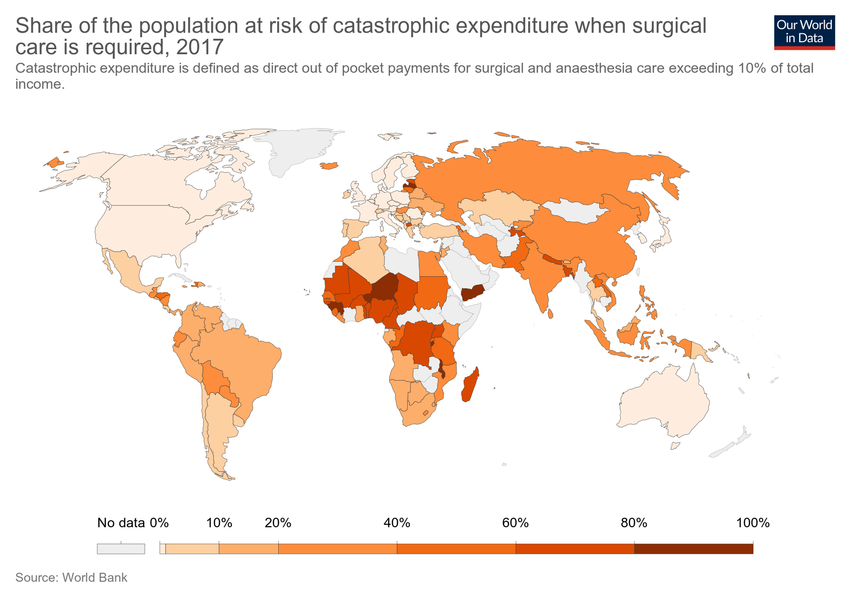 Share of the population at risk of catastrophic expenditure when surgical
care is required, 2017
Our World
in Data
Catastrophic expenditure is defined as direct out of pocket payments for surgical and anaesthesia care exceeding 10% of total
income.
No data 0% 10% 20% 40% 60% 80% 100%
Source: World Bank